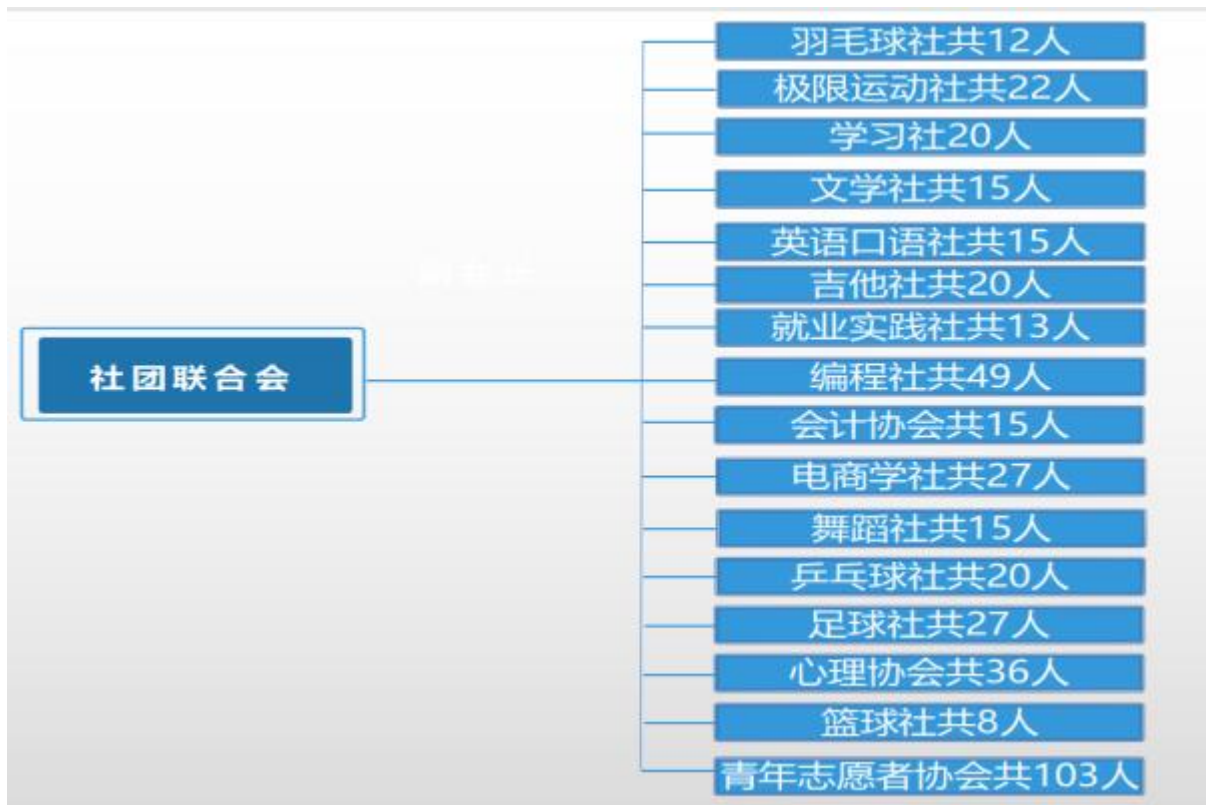 羽毛球社共12人
极限运动社共22人
学习社20人
文学社共15人
英语口语社共15人
吉他社共20人
就业实践社共13人
社团联合会
编程社共49人
会计协会共15人
电商学社共27人
舞蹈社共15人
乒乓球社共20人
足球社共27人
心理协会共36人
篮球社共8人
青年志愿者协会共103人